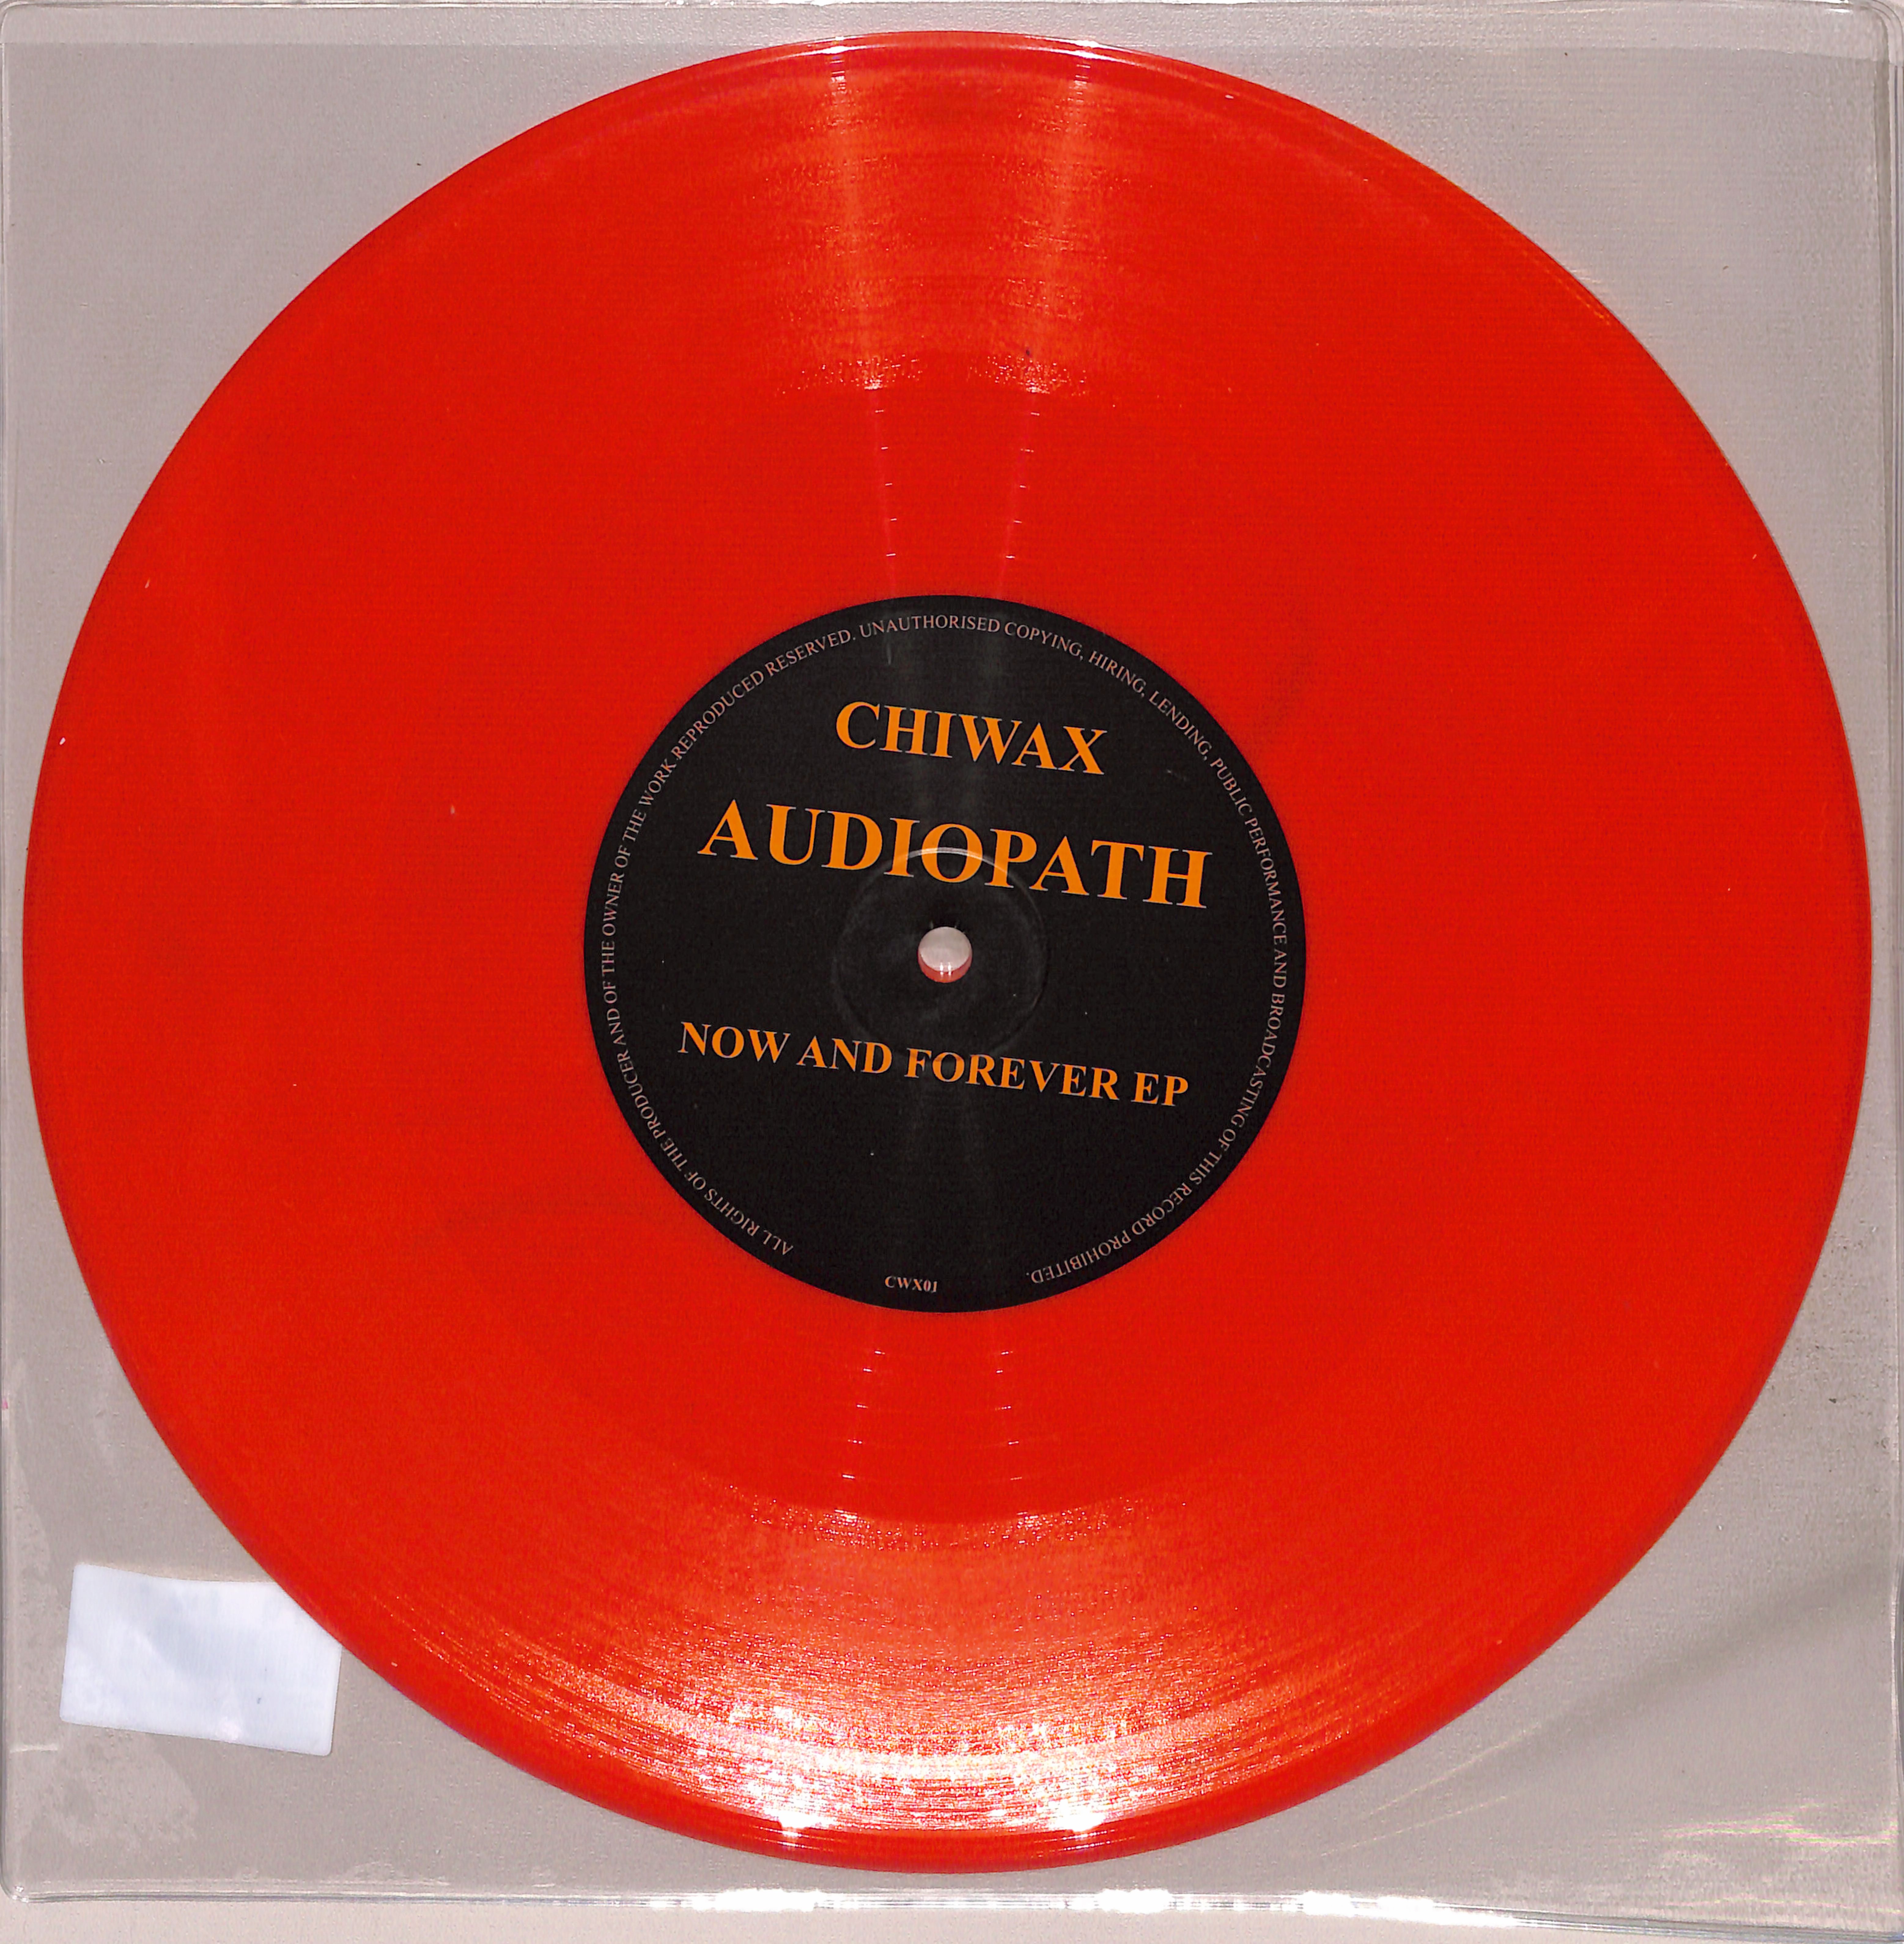 CHIWAX
AUDIOPATH
NOW AND FOREVER EP
CWX01
ALL RIGHTS OF THE PRODUCER AND OF THE OWNER OF THE WORK REPRODUCED RESERVED. UNAUTHORISED COPYING, HIRING, LENDING, PUBLIC PERFORMANCE AND BROADCASTING OF THIS RECORD PROHIBITED.